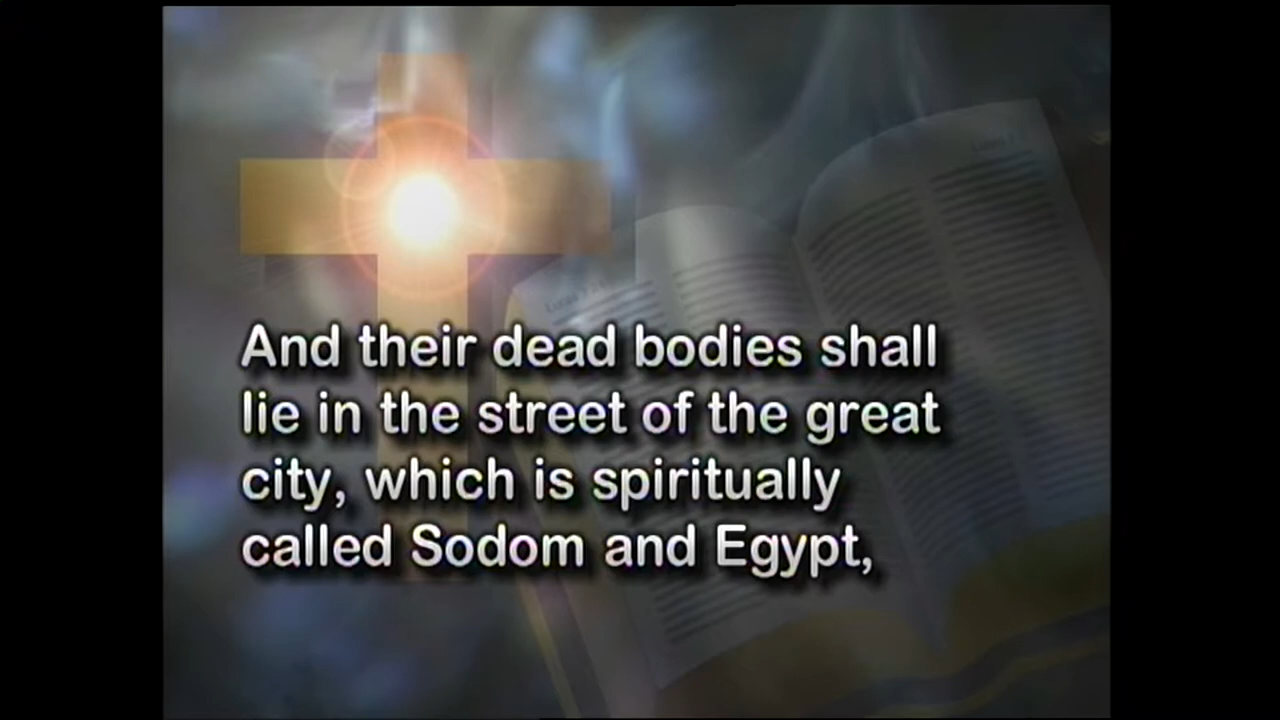 And their dead bodies shall
lie in the street of the great
city, which is spiritually
called Sodom and Egypt,